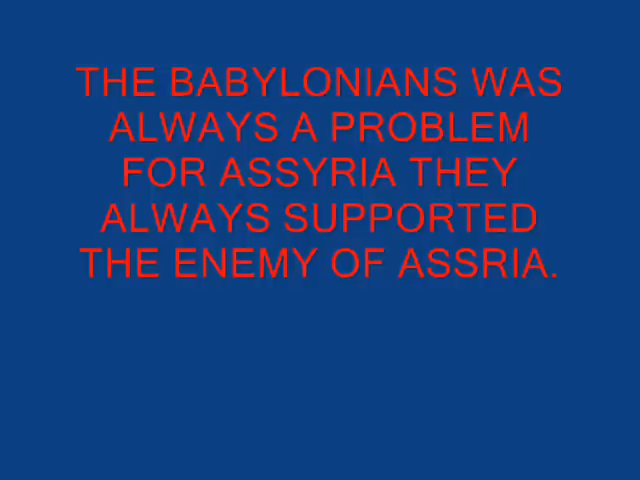 THE BABYLONIANS WAS
ALWAYS A PROBLEM
FOR ASSYRIA THEY
ALWAYS SUPPORTED
THE ENEMY OF ASSRIA.